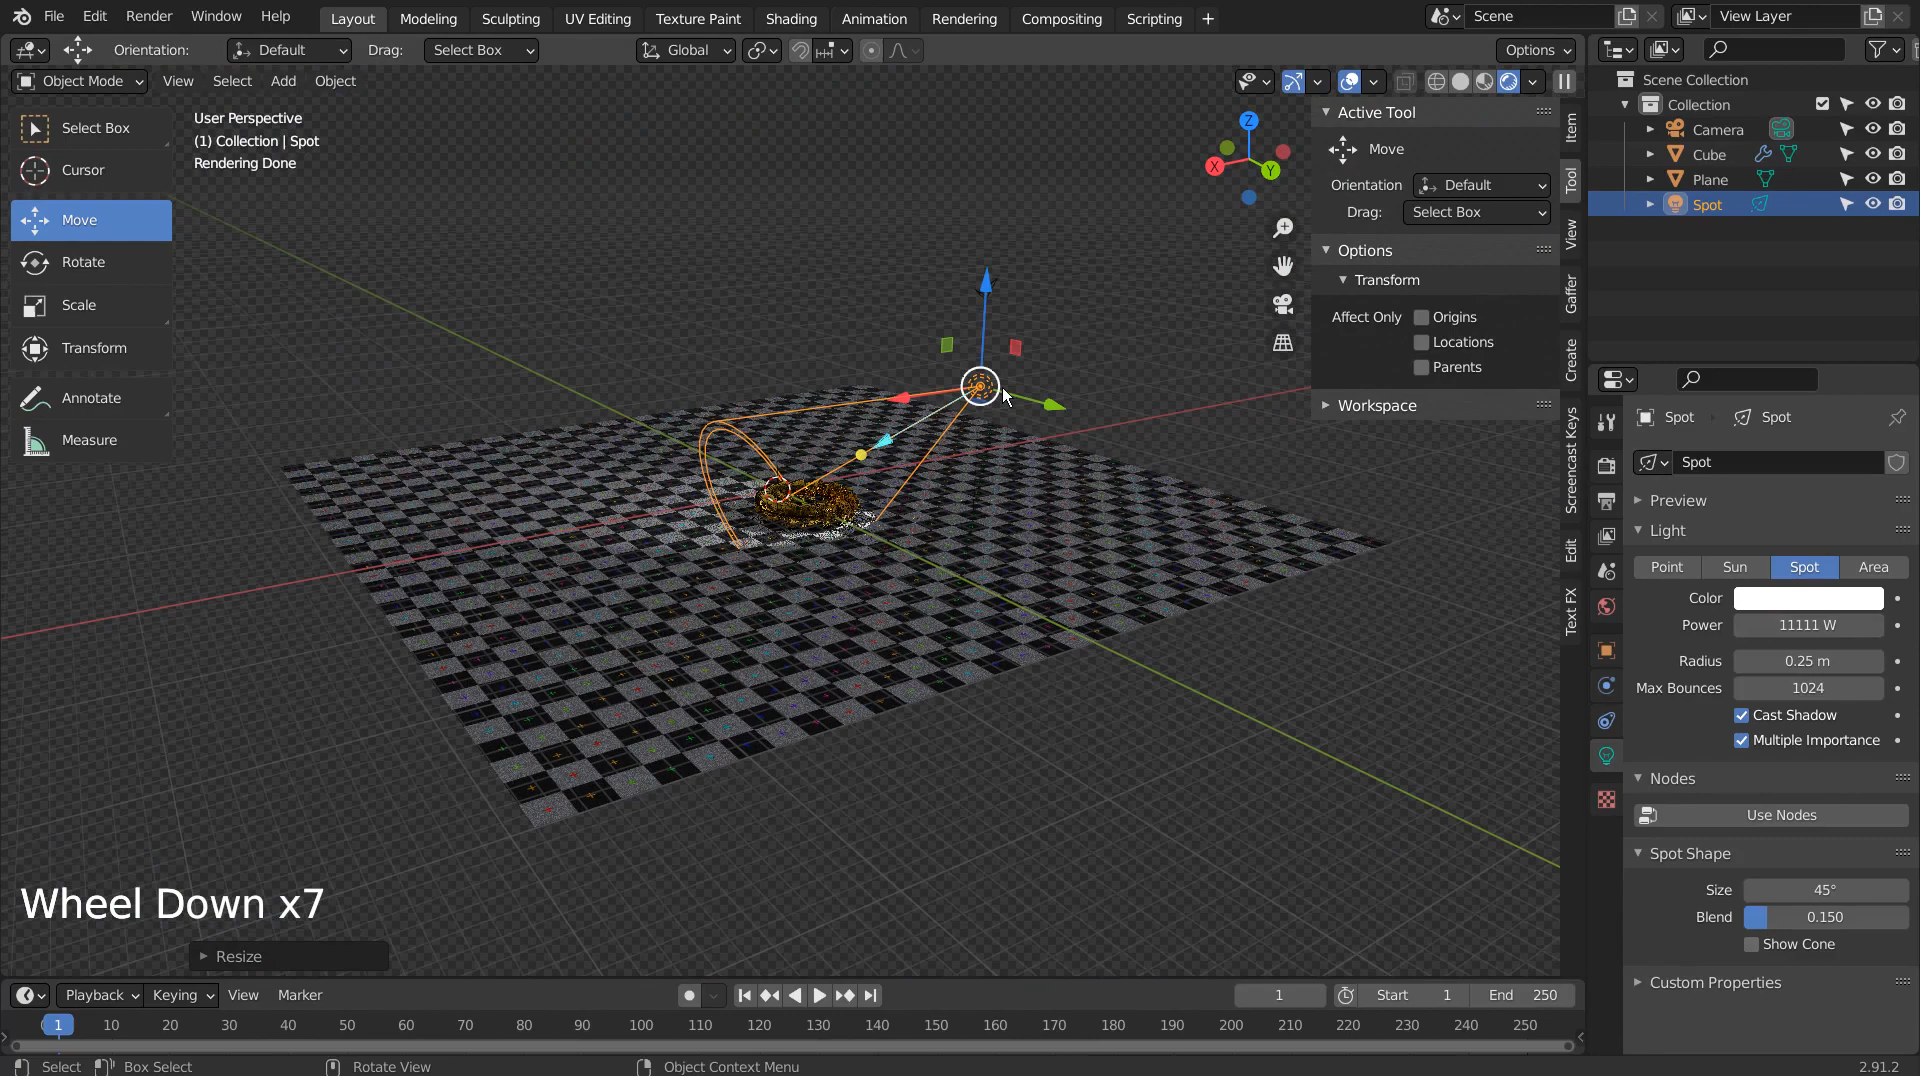 File Edit Render Window Help Layout Modeling Sculpting UV Editing Texture Paint Shading Animation Rendering Compositing Scripting + Scene View Layer
Orientation: Default Drag: Select Box Global Options
Object Mode View Select Add Object
Select Box
Cursor
Move
Rotate
Scale
Transform
Annotate
Measure
User Perspective
(1) Collection | Spot
Rendering Done
Z
X
Y
Active Tool
Move
Orientation Default
Drag: Select Box
Options
Transform
Affect Only Origins
Locations
Parents
Workspace
Item
Tool
View
Gaffer
Create
Screencast Keys
Edit
Text FX
Scene Collection
Collection
Camera
Cube
Plane
Spot
Spot Spot
Spot
Preview
Light
Point Sun Spot Area
Color
Power 11111 W
Radius 0.25 m
Max Bounces 1024
Cast Shadow
Multiple Importance
Nodes
Use Nodes
Spot Shape
Size 45°
Blend 0.150
Show Cone
Custom Properties
Wheel Down x7
Resize
Playback Keying View Marker 1 Start 1 End 250
1 10 20 30 40 50 60 70 80 90 100 110 120 130 140 150 160 170 180 190 200 210 220 230 240 250
Select Box Select Rotate View Object Context Menu 2.91.2